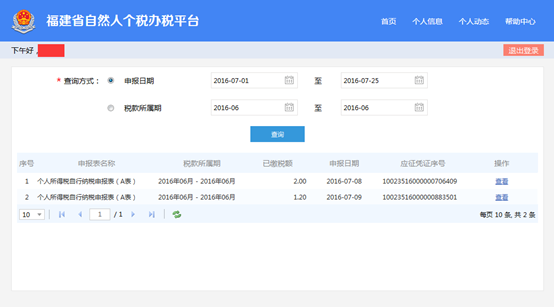 福建省自然人个税办税平台
首页 个人信息 个人动态 帮助中心
下午好， 退出登录
* 查询方式： 申报日期 2016-07-01 至 2016-07-25
税款所属期 2016-06 至 2016-06
查询
序号 申报表名称 税款所属期 已缴税额 申报日期 应征凭证序号 操作
1 个人所得税自行纳税申报表（A表） 2016年06月 - 2016年06月 2.00 2016-07-08 10023516000000706409 查看
2 个人所得税自行纳税申报表（A表） 2016年06月 - 2016年06月 1.20 2016-07-09 10023516000000883501 查看
10 1 / 1 每页 10 条, 共 2 条